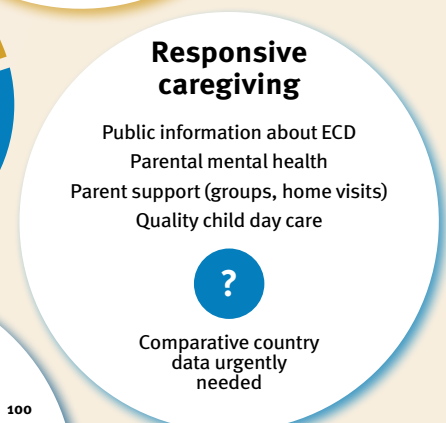 Responsive
caregiving
Public information about ECD
Parental mental health
Parent support (groups, home visits)
Quality child day care
?
Comparative country
data urgently
needed
100